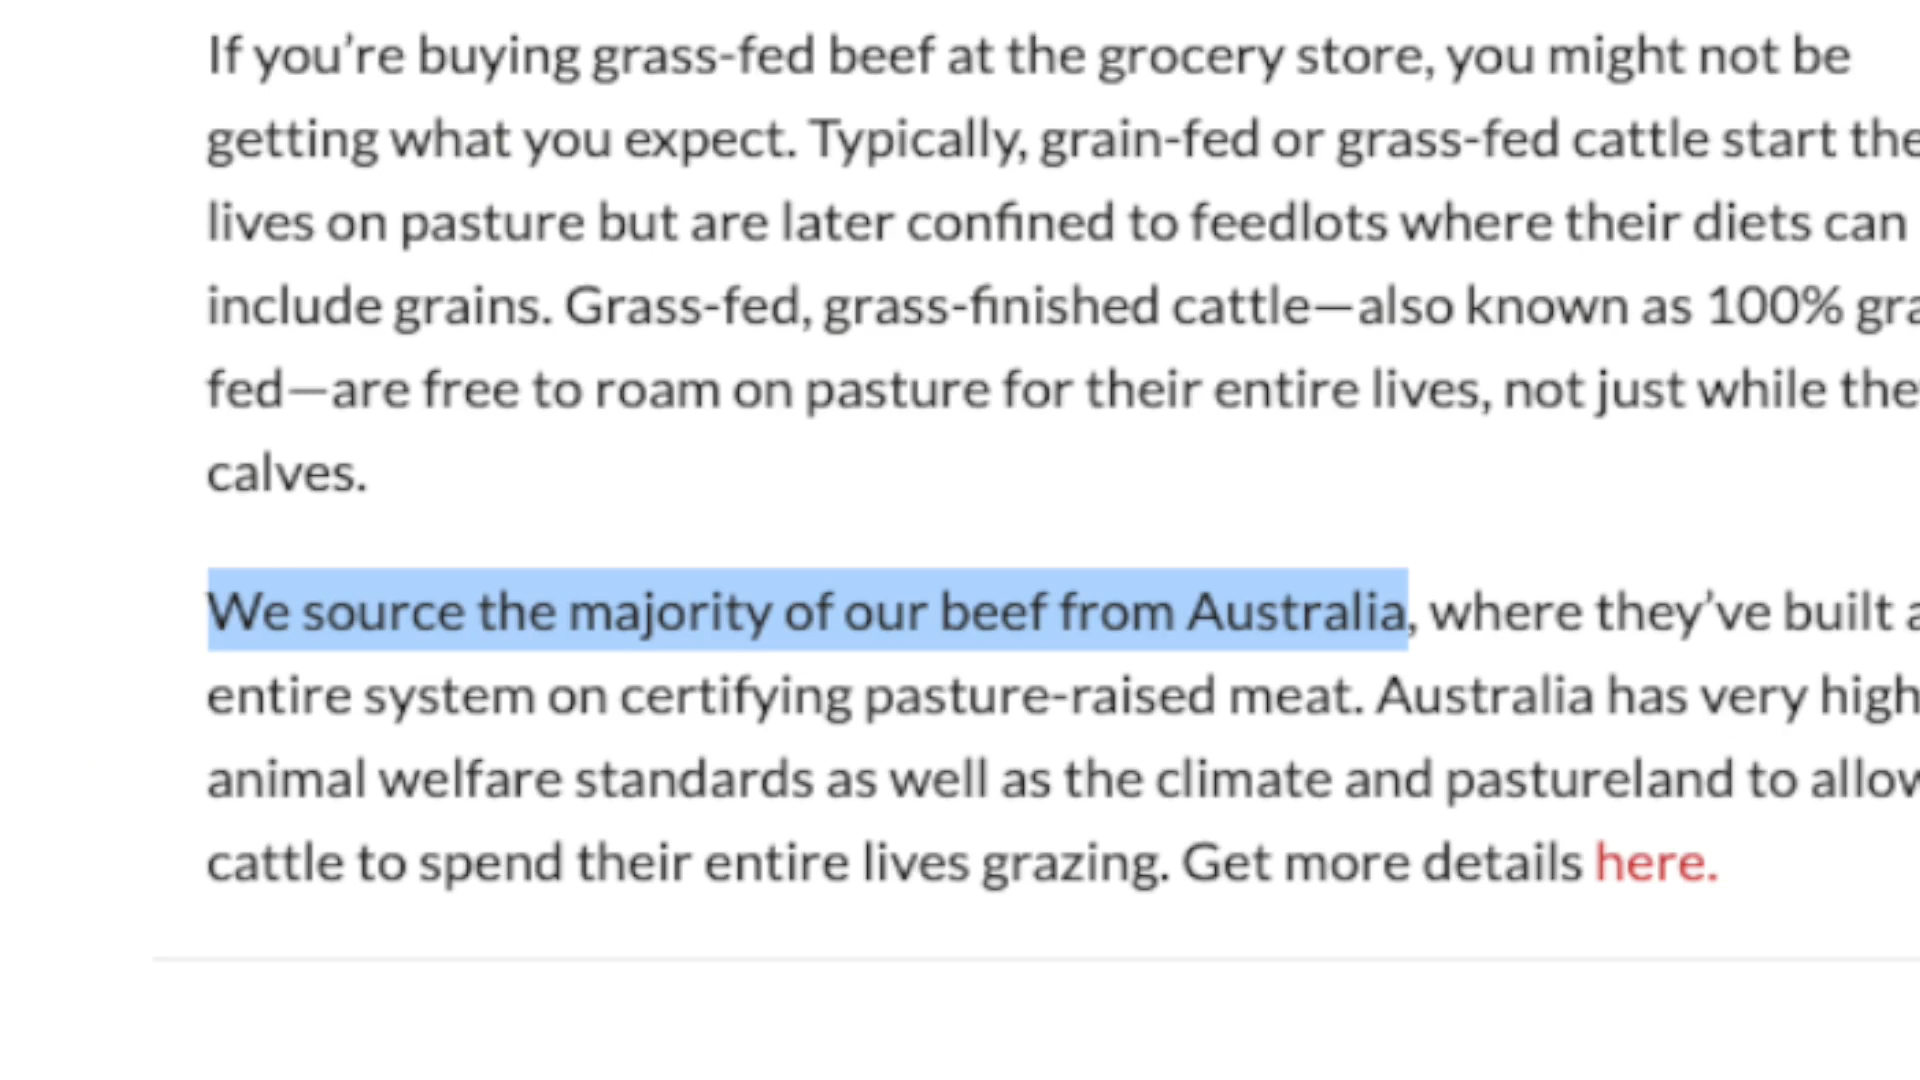 If you’re buying grass-fed beef at the grocery store, you might not be
getting what you expect. Typically, grain-fed or grass-fed cattle start the
lives on pasture but are later confined to feedlots where their diets can
include grains. Grass-fed, grass-finished cattle—also known as 100% gra
fed—are free to roam on pasture for their entire lives, not just while the
calves.
We source the majority of our beef from Australia, where they’ve built a
entire system on certifying pasture-raised meat. Australia has very high
animal welfare standards as well as the climate and pastureland to allow
cattle to spend their entire lives grazing. Get more details here.